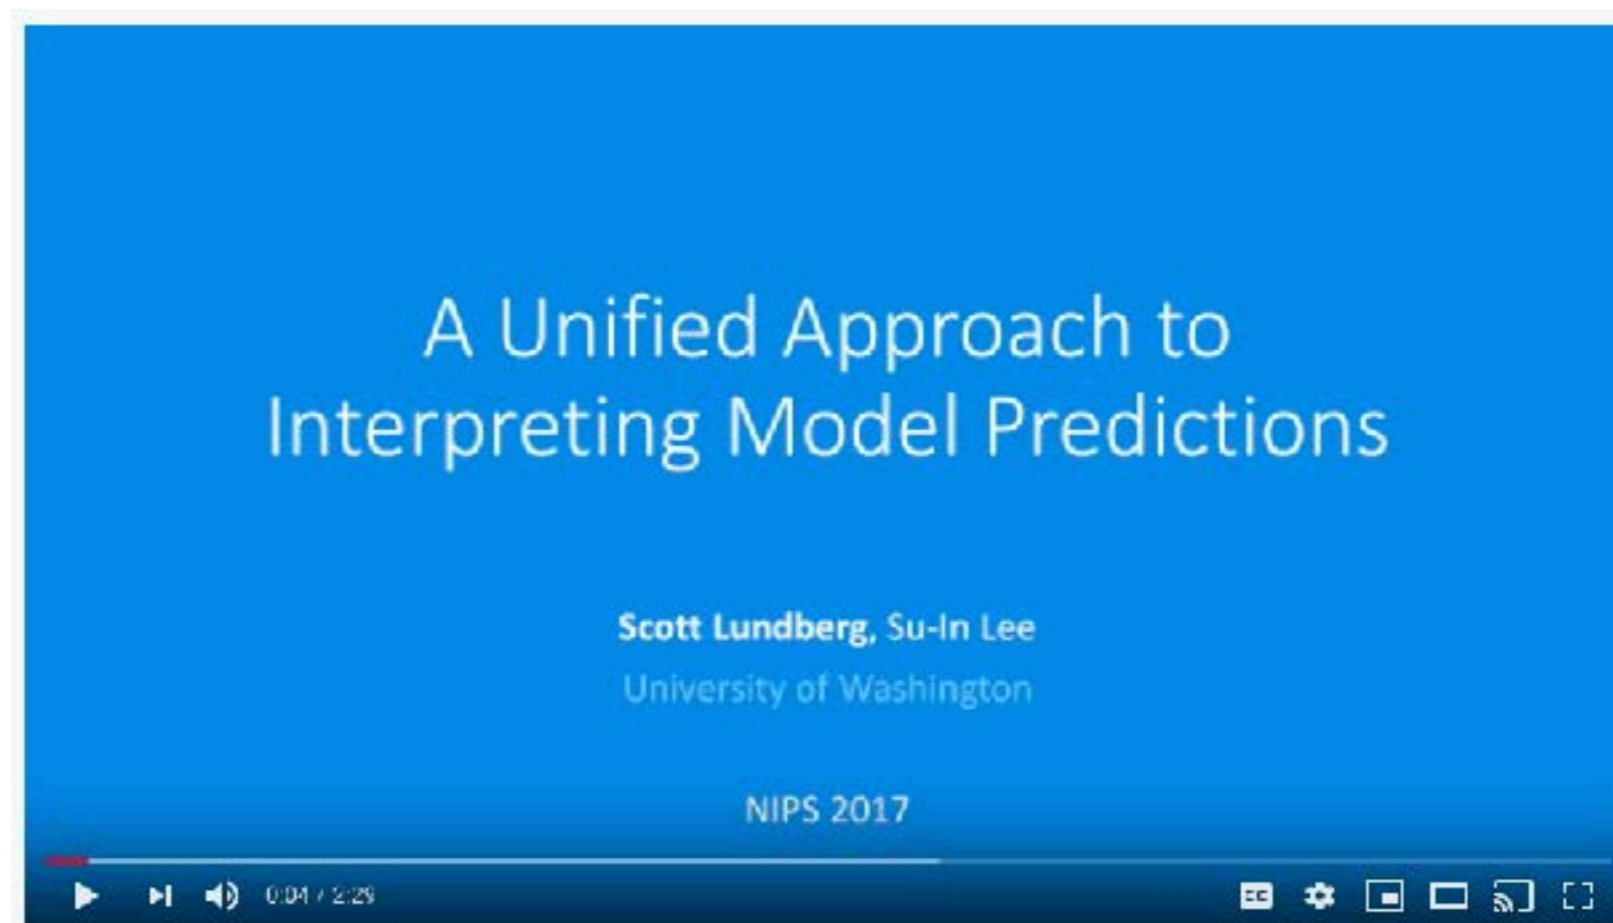 A Unified Approach to
Interpreting Model Predictions
Scott Lundberg, Su-In Lee
University of Washington
NIPS 2017
0:04 / 2:29
CC